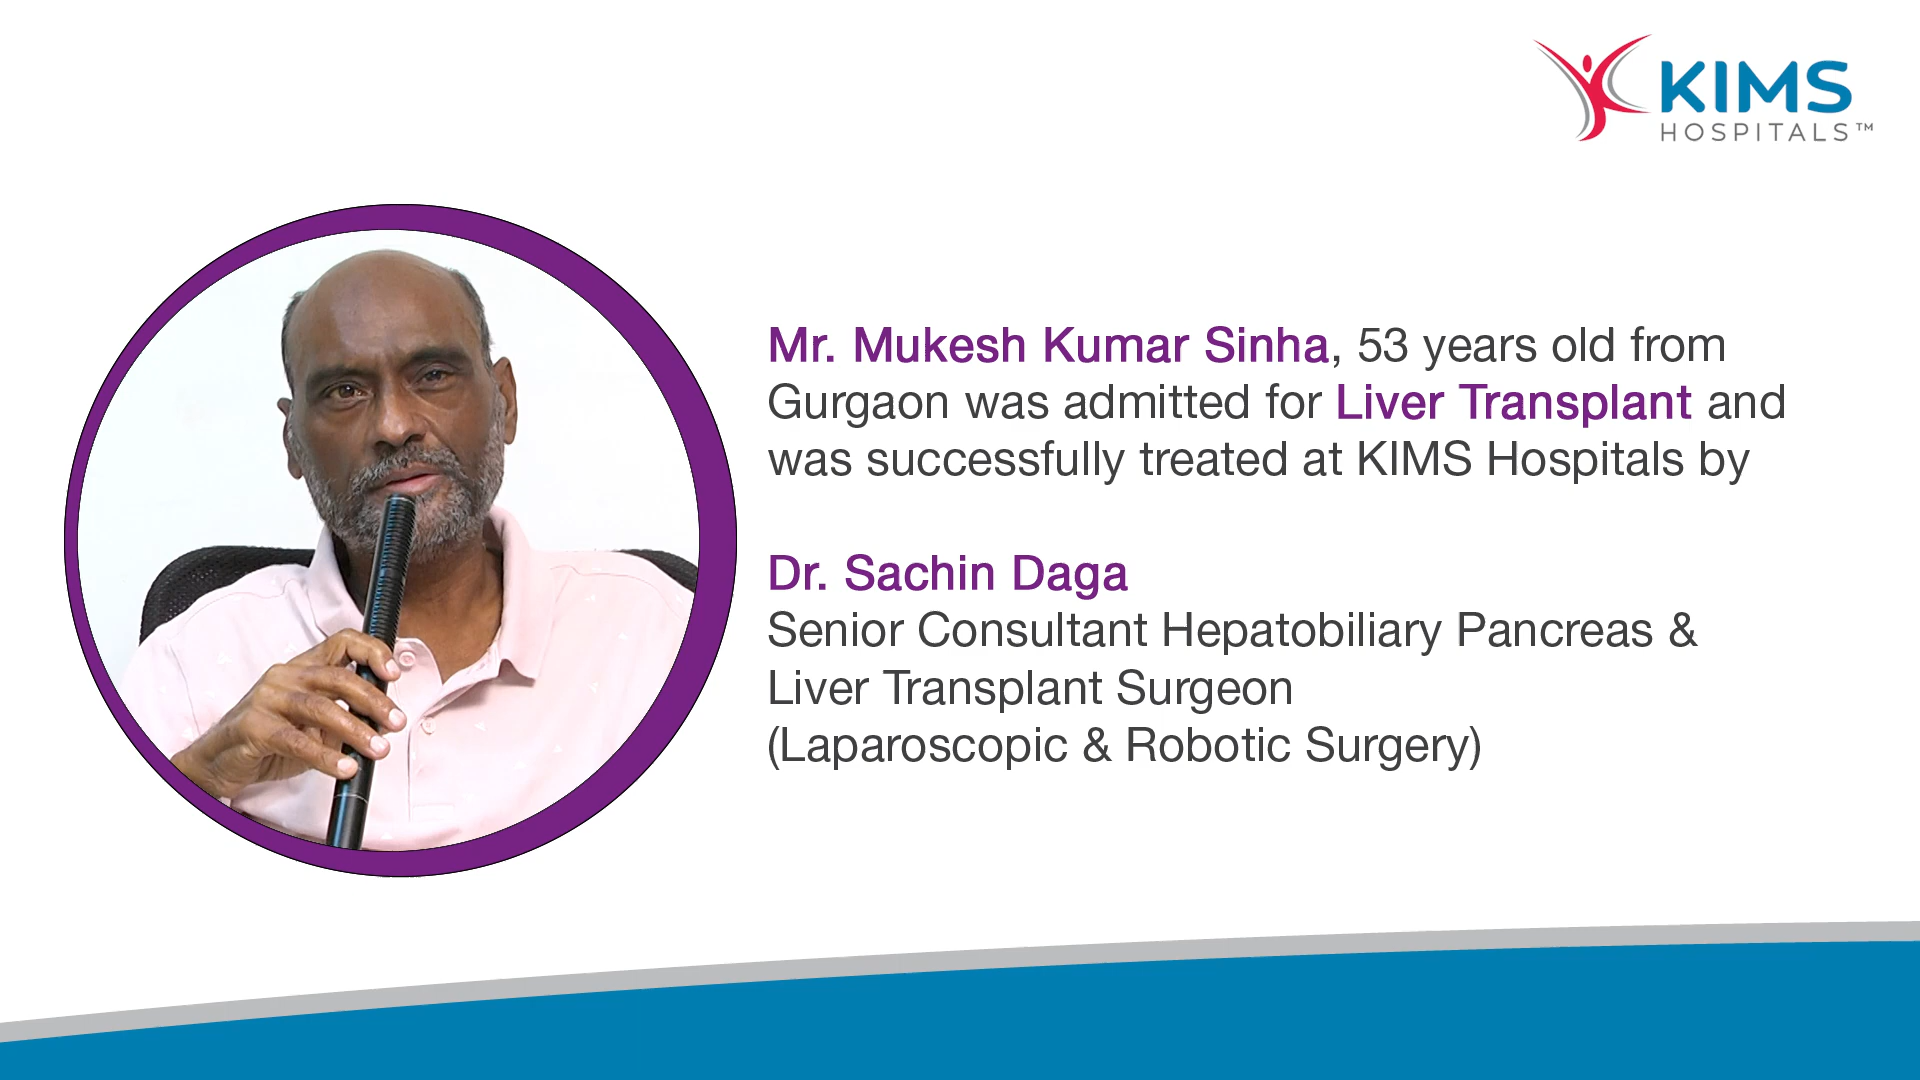 KIMS
HOSPITALS™
Mr. Mukesh Kumar Sinha, 53 years old from
Gurgaon was admitted for Liver Transplant and
was successfully treated at KIMS Hospitals by
Dr. Sachin Daga
Senior Consultant Hepatobiliary Pancreas &
Liver Transplant Surgeon
(Laparoscopic & Robotic Surgery)